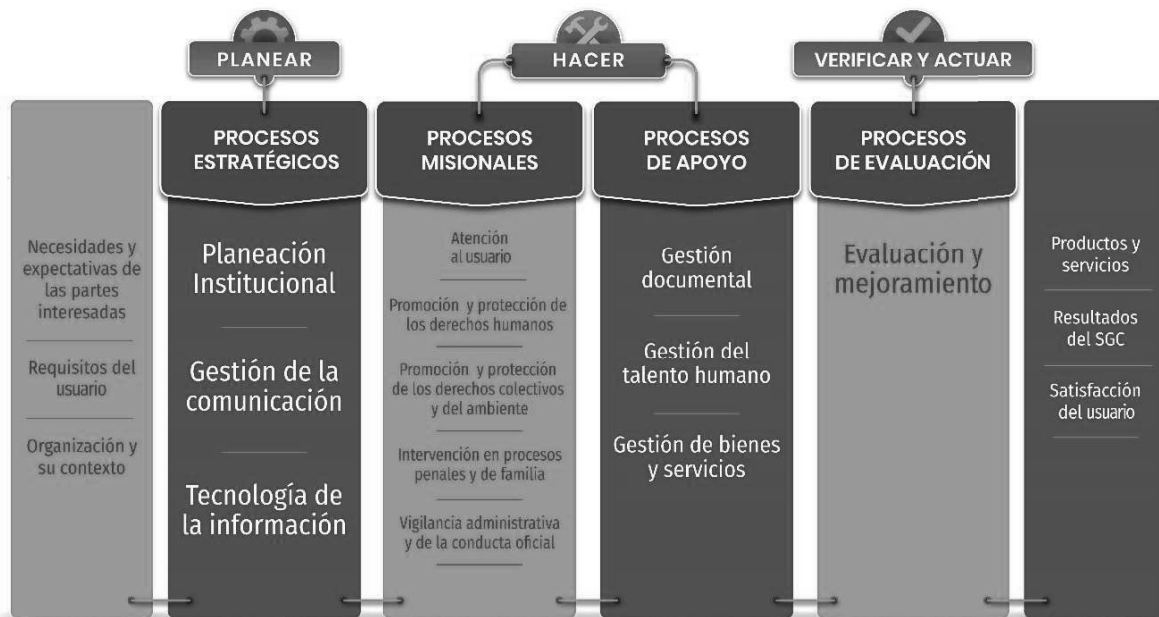 PLANEAR
HACER
VERIFICAR Y ACTUAR
Necesidades y
expectativas de
las partes
interesadas
Requisitos del
usuario
Organización y
su contexto
PROCESOS
ESTRATÉGICOS
Planeación
Institucional
Gestión de la
comunicación
Tecnología de
la información
PROCESOS
MISIONALES
Atención
al usuario
Promoción y protección de
los derechos humanos
Promoción y protección
de los derechos colectivos
y del ambiente
Intervención en procesos
penales y de familia
Vigilancia administrativa
y de la conducta oficial
PROCESOS
DE APOYO
Gestión
documental
Gestión del
talento humano
Gestión de bienes
y servicios
PROCESOS
DE EVALUACIÓN
Evaluación y
mejoramiento
Productos y
servicios
Resultados
del SGC
Satisfacción
del usuario